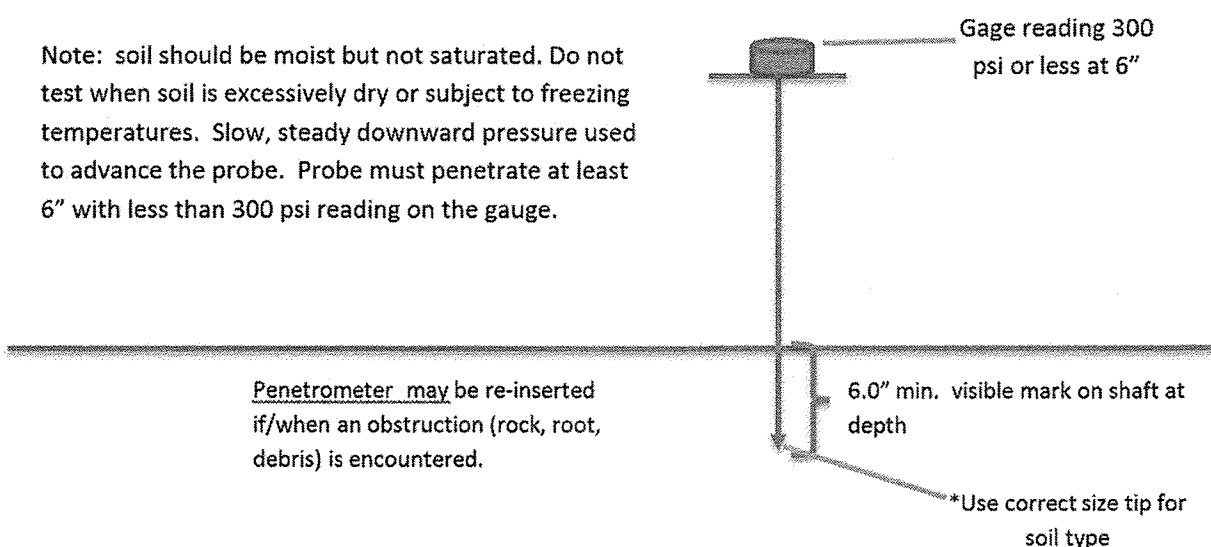 Note: soil should be moist but not saturated. Do not
test when soil is excessively dry or subject to freezing
temperatures. Slow, steady downward pressure used
to advance the probe. Probe must penetrate at least
6” with less than 300 psi reading on the gauge.
Gage reading 300
psi or less at 6”
Penetrometer may be re-inserted
if/when an obstruction (rock, root,
debris) is encountered.
6.0” min. visible mark on shaft at
depth
*Use correct size tip for
soil type